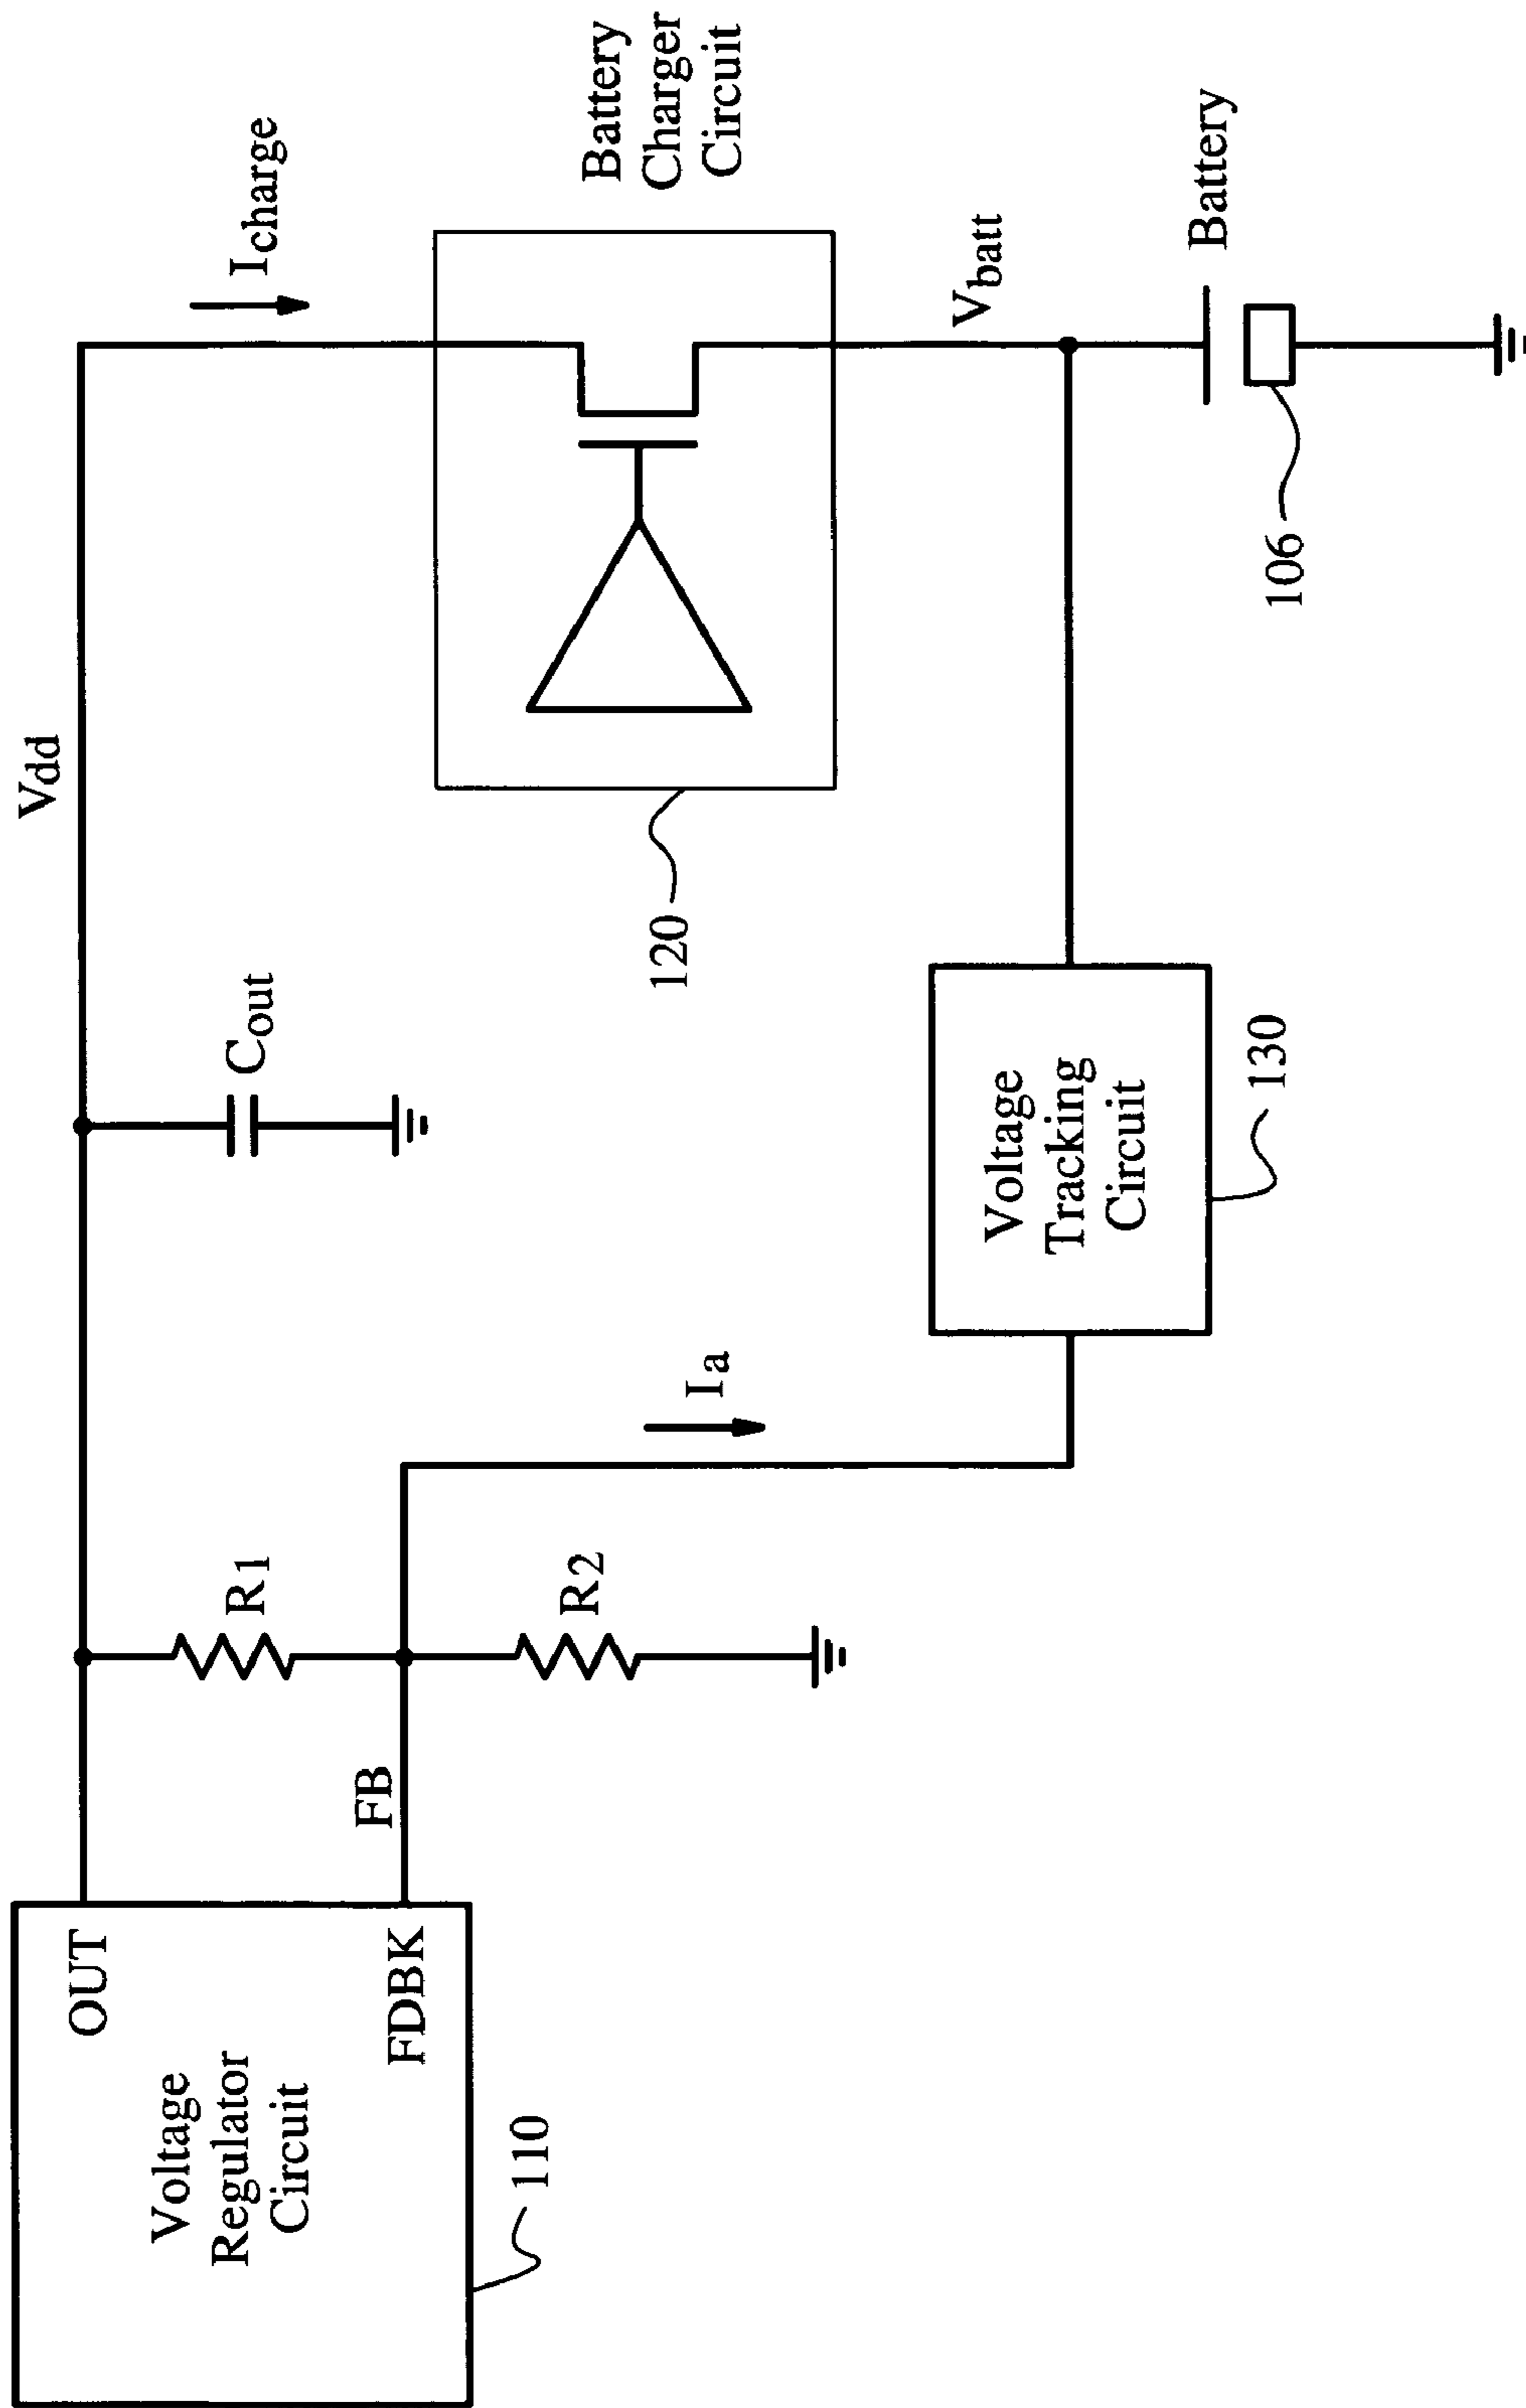 Voltage
Regulator
Circuit
OUT
FDBK
110
FB
R1
R2
Ia
Cout
Vdd
Icharge
Battery
Charger
Circuit
120
Voltage
Tracking
Circuit
130
Vbatt
Battery
106